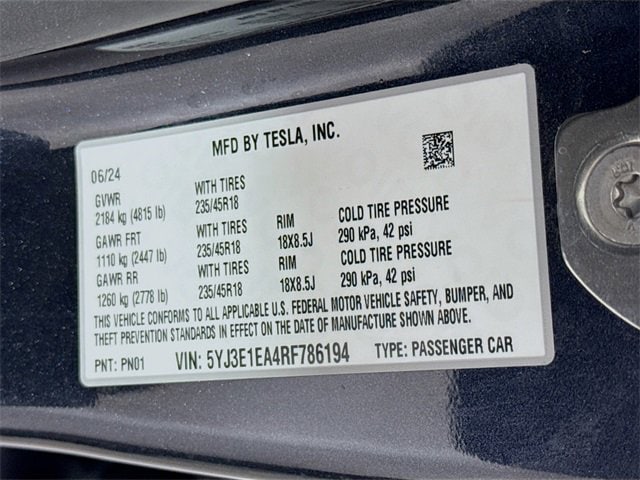 MFD BY TESLA, INC.
06/24
GVWR WITH TIRES
2184 kg (4815 lb) 235/45R18
GAWR FRT WITH TIRES RIM COLD TIRE PRESSURE
1110 kg (2447 lb) 235/45R18 18X8.5J 290 kPa, 42 psi
GAWR RR WITH TIRES RIM COLD TIRE PRESSURE
1260 kg (2778 lb) 235/45R18 18X8.5J 290 kPa, 42 psi
THIS VEHICLE CONFORMS TO ALL APPLICABLE U.S. FEDERAL MOTOR VEHICLE SAFETY, BUMPER, AND
THEFT PREVENTION STANDARDS IN EFFECT ON THE DATE OF MANUFACTURE SHOWN ABOVE.
PNT: PN01 VIN: 5YJ3E1EA4RF786194 TYPE: PASSENGER CAR